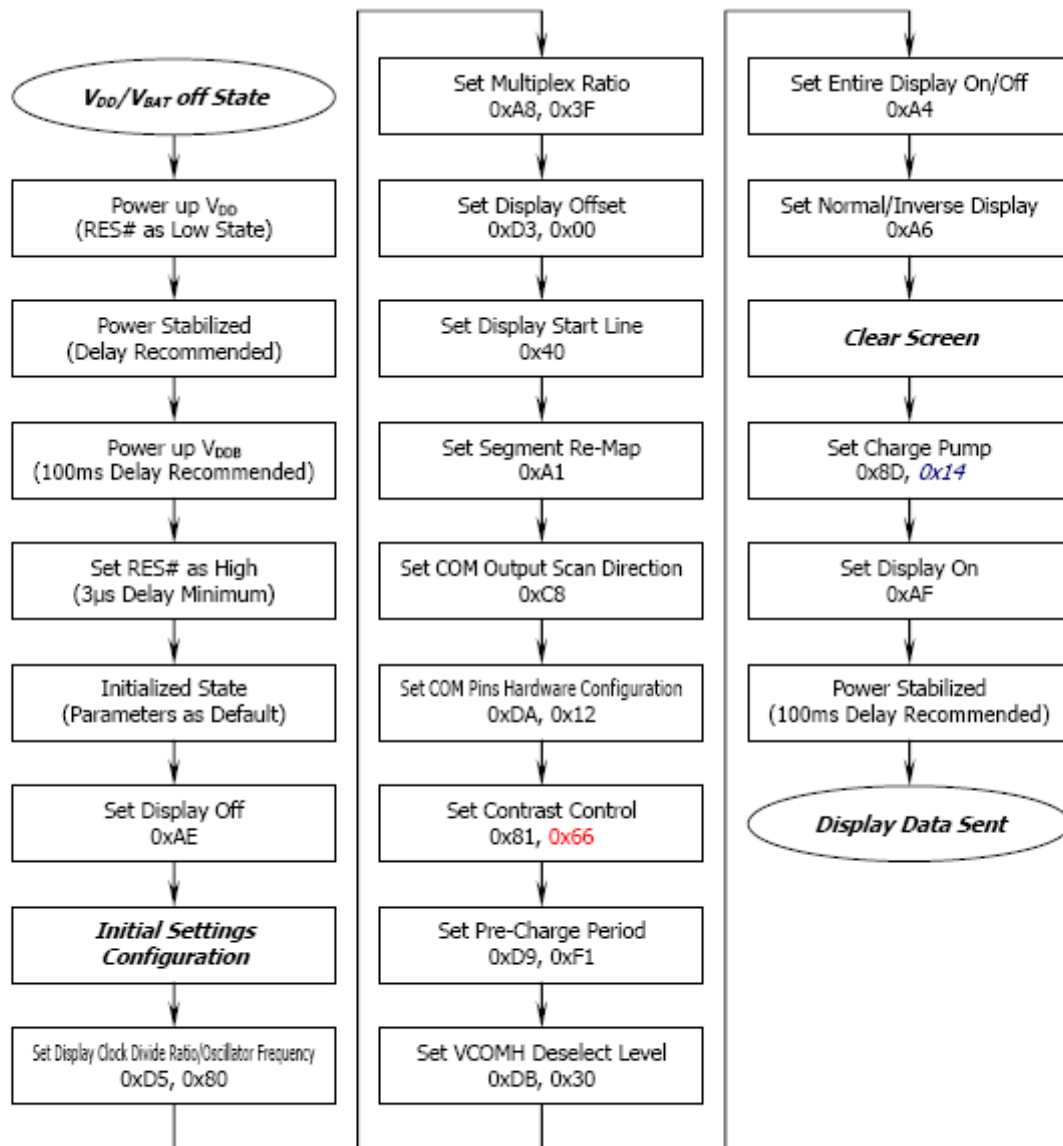 V_DD/V_BAT off State
Power up V_DD
(RES# as Low State)
Power Stabilized
(Delay Recommended)
Power up V_DDB
(100ms Delay Recommended)
Set RES# as High
(3μs Delay Minimum)
Initialized State
(Parameters as Default)
Set Display Off
0xAE
Initial Settings
Configuration
Set Display Clock Divide Ratio/Oscillator Frequency
0xD5, 0x80
Set Multiplex Ratio
0xA8, 0x3F
Set Display Offset
0xD3, 0x00
Set Display Start Line
0x40
Set Segment Re-Map
0xA1
Set COM Output Scan Direction
0xC8
Set COM Pins Hardware Configuration
0xDA, 0x12
Set Contrast Control
0x81, 0x66
Set Pre-Charge Period
0xD9, 0xF1
Set VCOMH Deselect Level
0xDB, 0x30
Set Entire Display On/Off
0xA4
Set Normal/Inverse Display
0xA6
Clear Screen
Set Charge Pump
0x8D, 0x14
Set Display On
0xAF
Power Stabilized
(100ms Delay Recommended)
Display Data Sent